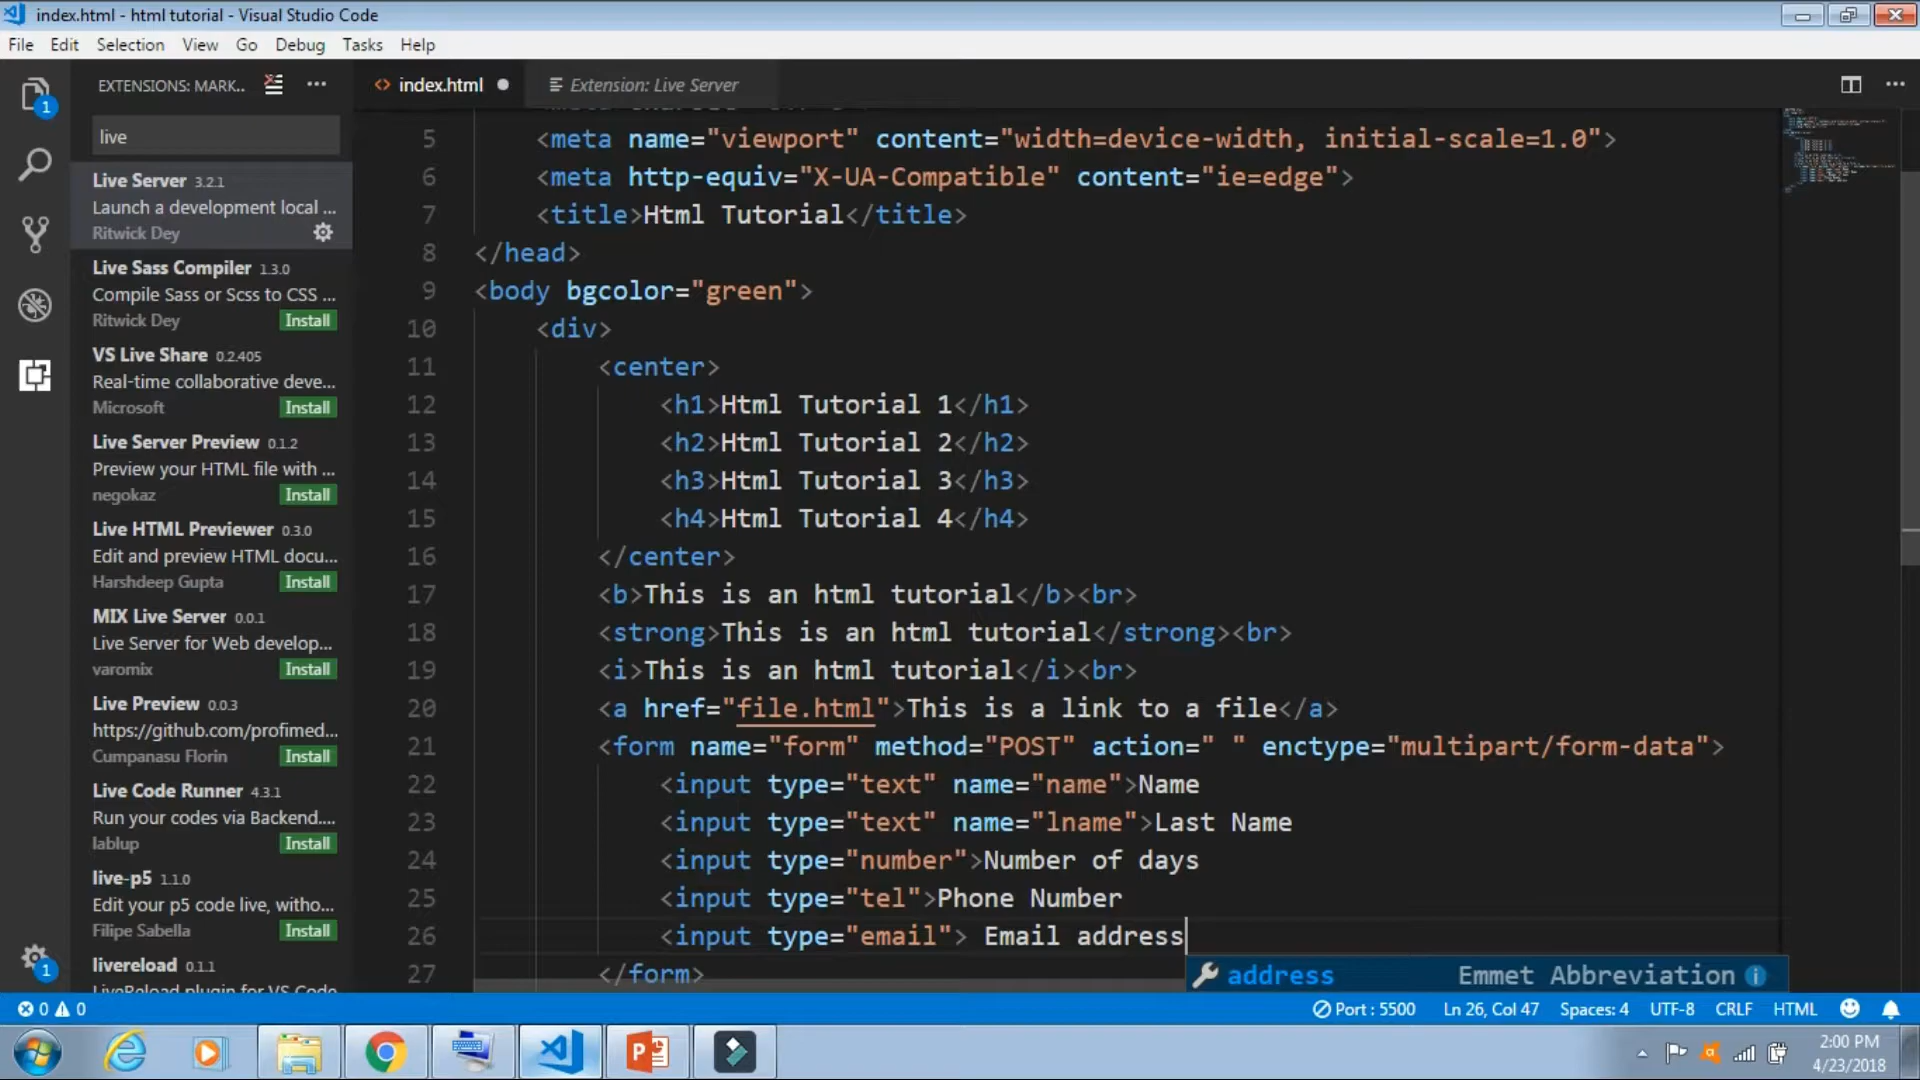 index.html - html tutorial - Visual Studio Code
File Edit Selection View Go Debug Tasks Help
EXTENSIONS: MARK...
index.html
Extension: Live Server
1
live
Live Server 3.2.1
Launch a development local ...
Ritwick Dey
Live Sass Compiler 1.3.0
Compile Sass or Scss to CSS ...
Ritwick Dey Install
VS Live Share 0.2.405
Real-time collaborative deve...
Microsoft Install
Live Server Preview 0.1.2
Preview your HTML file with ...
negokaz Install
Live HTML Previewer 0.3.0
Edit and preview HTML docu...
Harshdeep Gupta Install
MIX Live Server 0.0.1
Live Server for Web develop...
varomix Install
Live Preview 0.0.3
https://github.com/profimed...
Cumpanasu Florin Install
Live Code Runner 4.3.1
Run your codes via Backend....
lablup Install
live-p5 1.1.0
Edit your p5 code live, witho...
Filipe Sabella Install
livereload 0.1.1
LiveReload plugin for VS Code
1
5 <meta name="viewport" content="width=device-width, initial-scale=1.0">
6 <meta http-equiv="X-UA-Compatible" content="ie=edge">
7 <title>Html Tutorial</title>
8 </head>
9 <body bgcolor="green">
10 <div>
11 <center>
12 <h1>Html Tutorial 1</h1>
13 <h2>Html Tutorial 2</h2>
14 <h3>Html Tutorial 3</h3>
15 <h4>Html Tutorial 4</h4>
16 </center>
17 <b>This is an html tutorial</b><br>
18 <strong>This is an html tutorial</strong><br>
19 <i>This is an html tutorial</i><br>
20 <a href="file.html">This is a link to a file</a>
21 <form name="form" method="POST" action=" " enctype="multipart/form-data">
22 <input type="text" name="name">Name
23 <input type="text" name="lname">Last Name
24 <input type="number">Number of days
25 <input type="tel">Phone Number
26 <input type="email"> Email address
27 </form>
address Emmet Abbreviation
0 0
Port : 5500 Ln 26, Col 47 Spaces: 4 UTF-8 CRLF HTML
2:00 PM
4/23/2018